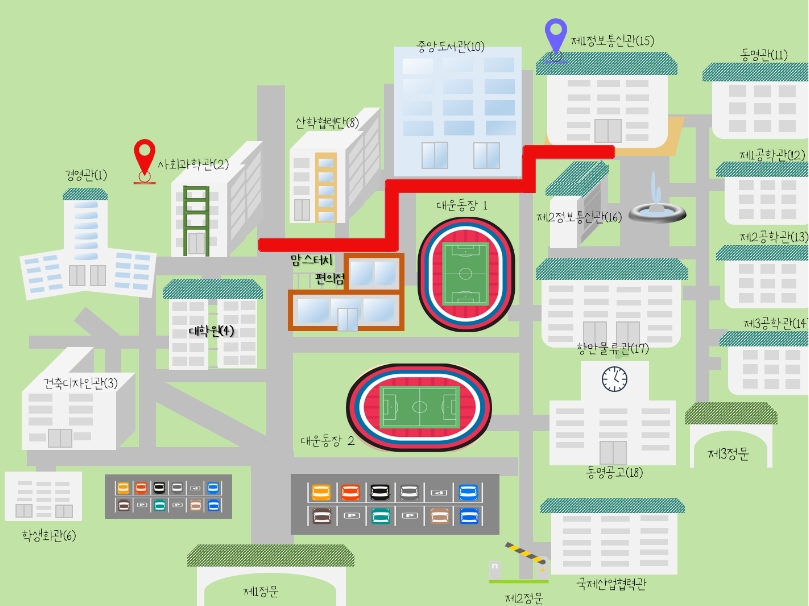 중앙도서관(10)
제1정보통신관(15)
동명관(11)
산학협력단(8)
사회과학관(2)
제1공학관(12)
경영관(1)
대운동장 1
제2정보통신관(16)
제2공학관(13)
맘스터치
편의점
대학원(4)
제3공학관(14
항만물류관(17)
건축디자인관(3)
대운동장 2
제3정문
동명공고(18)
학생회관(6)
국제산업협력관
제1정문
제2정문